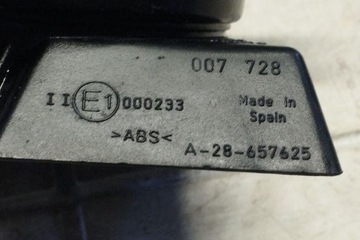 007 728
II E1 000233
Made in
Spain
>ABS<
A-28-657625